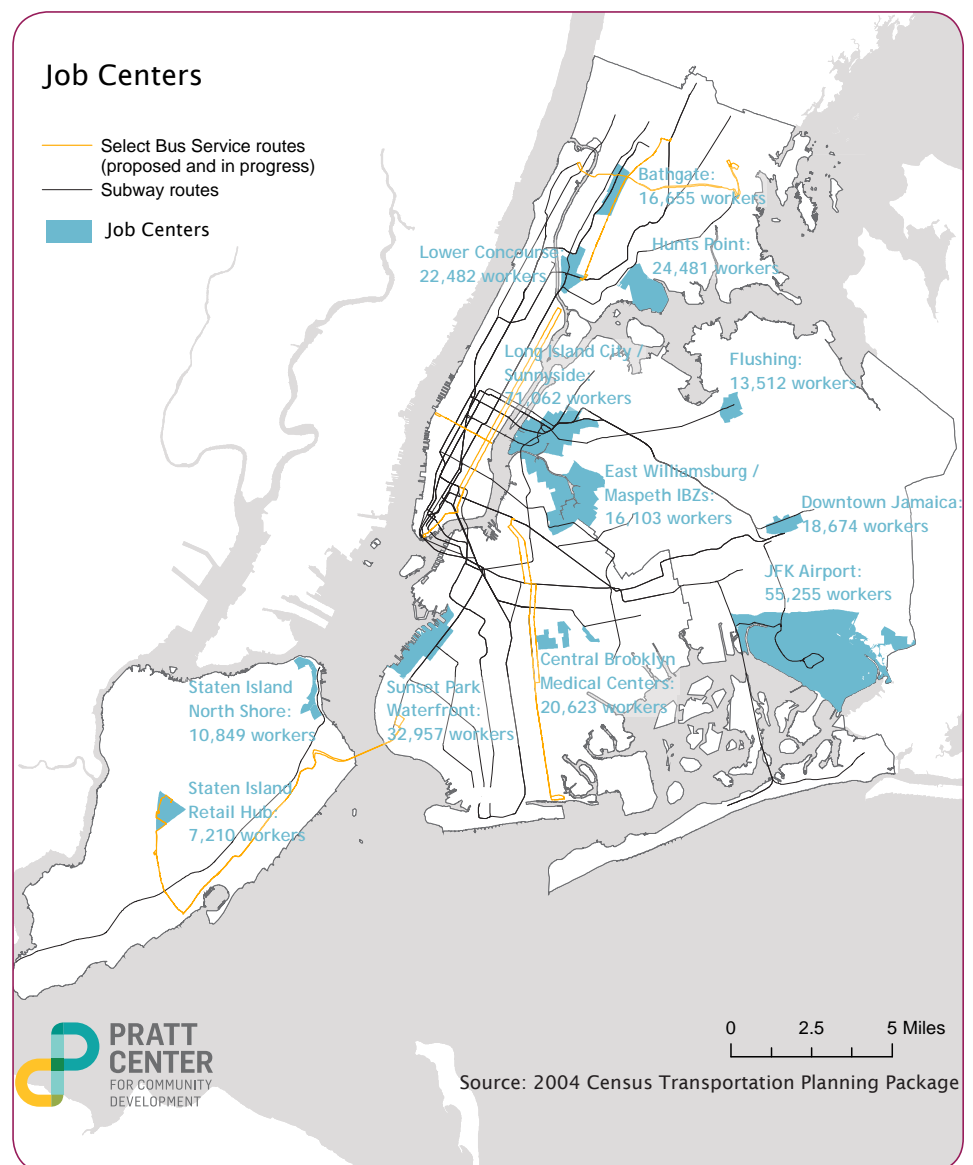 Job Centers
Select Bus Service routes
(proposed and in progress)
Subway routes
Job Centers
Bathgate:
16,655 workers
Lower Concourse:
22,482 workers
Hunts Point:
24,481 workers
Long Island City /
Sunnyside:
71,062 workers
Flushing:
13,512 workers
East Williamsburg /
Maspeth IBZs:
16,103 workers
Downtown Jamaica:
18,674 workers
JFK Airport:
55,255 workers
Central Brooklyn
Medical Centers:
20,623 workers
Staten Island
North Shore:
10,849 workers
Sunset Park
Waterfront:
32,957 workers
Staten Island
Retail Hub:
7,210 workers
PRATT
CENTER
FOR COMMUNITY
DEVELOPMENT
0 2.5 5 Miles
Source: 2004 Census Transportation Planning Package